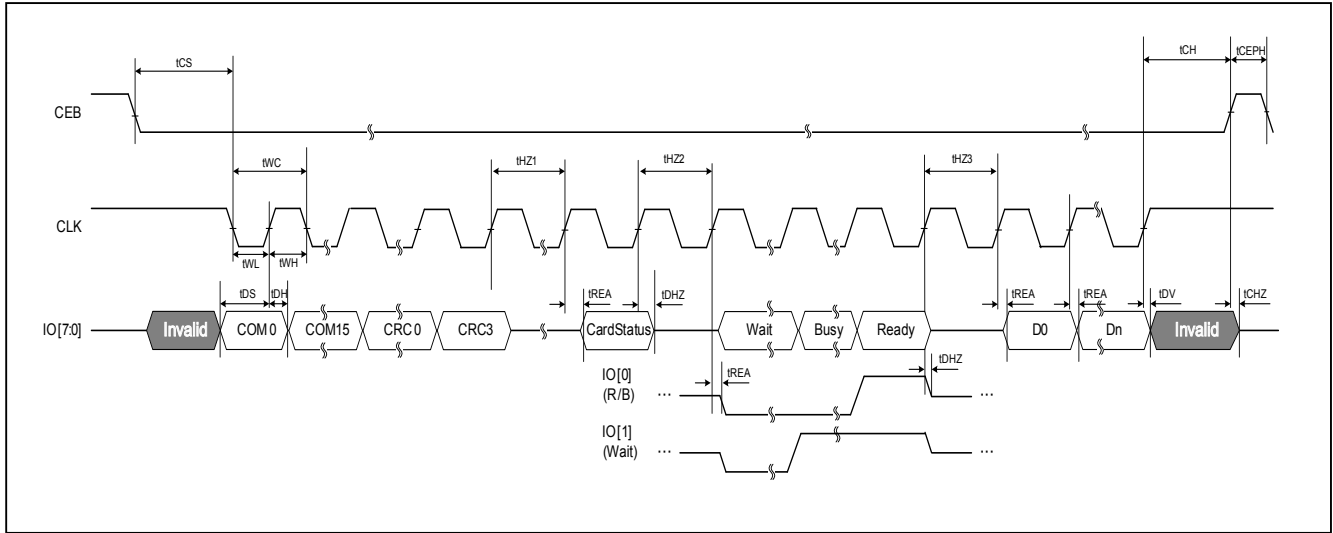 tCS
tCH
tCEPH
CEB
tWC
tHZ1
tHZ2
tHZ3
CLK
tWL
tWH
tDS
tDH
tREA
tDHZ
tREA
tREA
tDV
tCHZ
IO[7:0]
Invalid
COM0
COM15
CRC0
CRC3
CardStatus
Wait
Busy
Ready
D0
Dn
Invalid
tREA
tDHZ
IO[0]
(R/B)
...
...
IO[1]
(Wait)
...
...